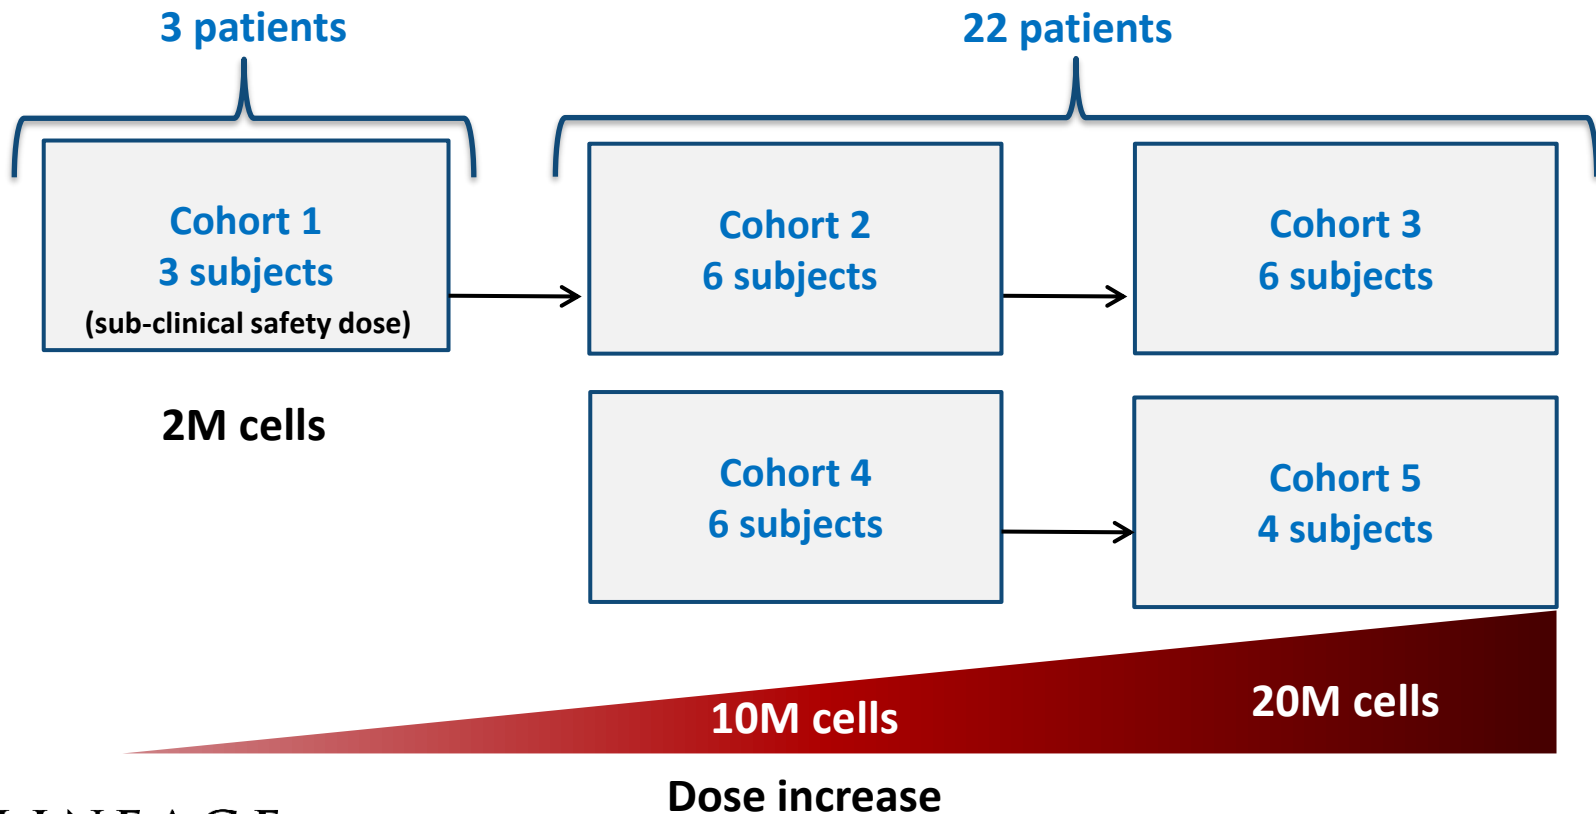 3 patients
22 patients
Cohort 1
3 subjects
(sub-clinical safety dose)
Cohort 2
6 subjects
Cohort 3
6 subjects
2M cells
Cohort 4
6 subjects
Cohort 5
4 subjects
10M cells
20M cells
Dose increase
LINEAGE